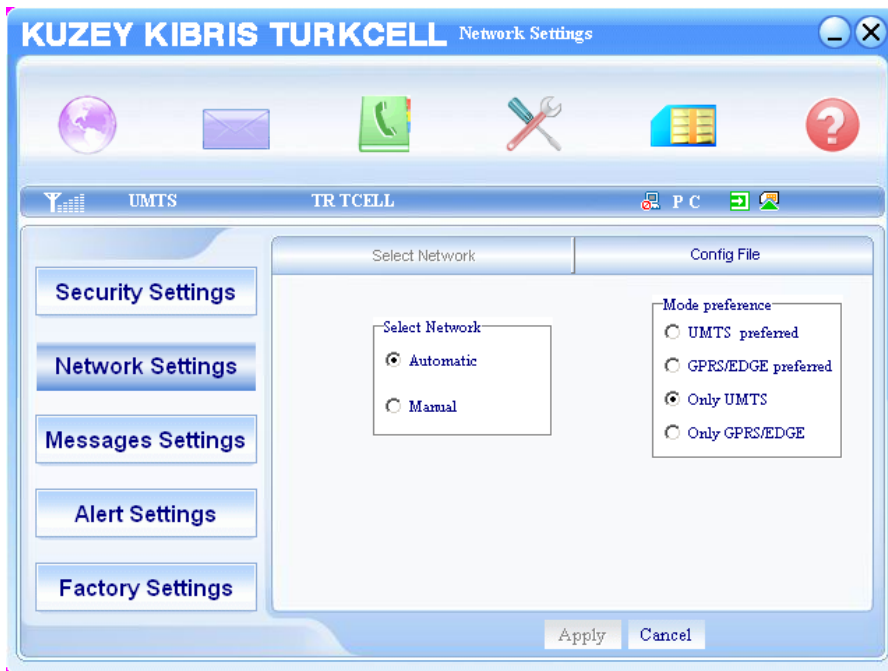 KUZEY KIBRIS TURKCELL Network Settings
UMTS TR TCELL P C
Select Network Config File
Security Settings
Network Settings
Messages Settings
Alert Settings
Factory Settings
Select Network
Automatic
Manual
Mode preference
UMTS preferred
GPRS/EDGE preferred
Only UMTS
Only GPRS/EDGE
Apply Cancel